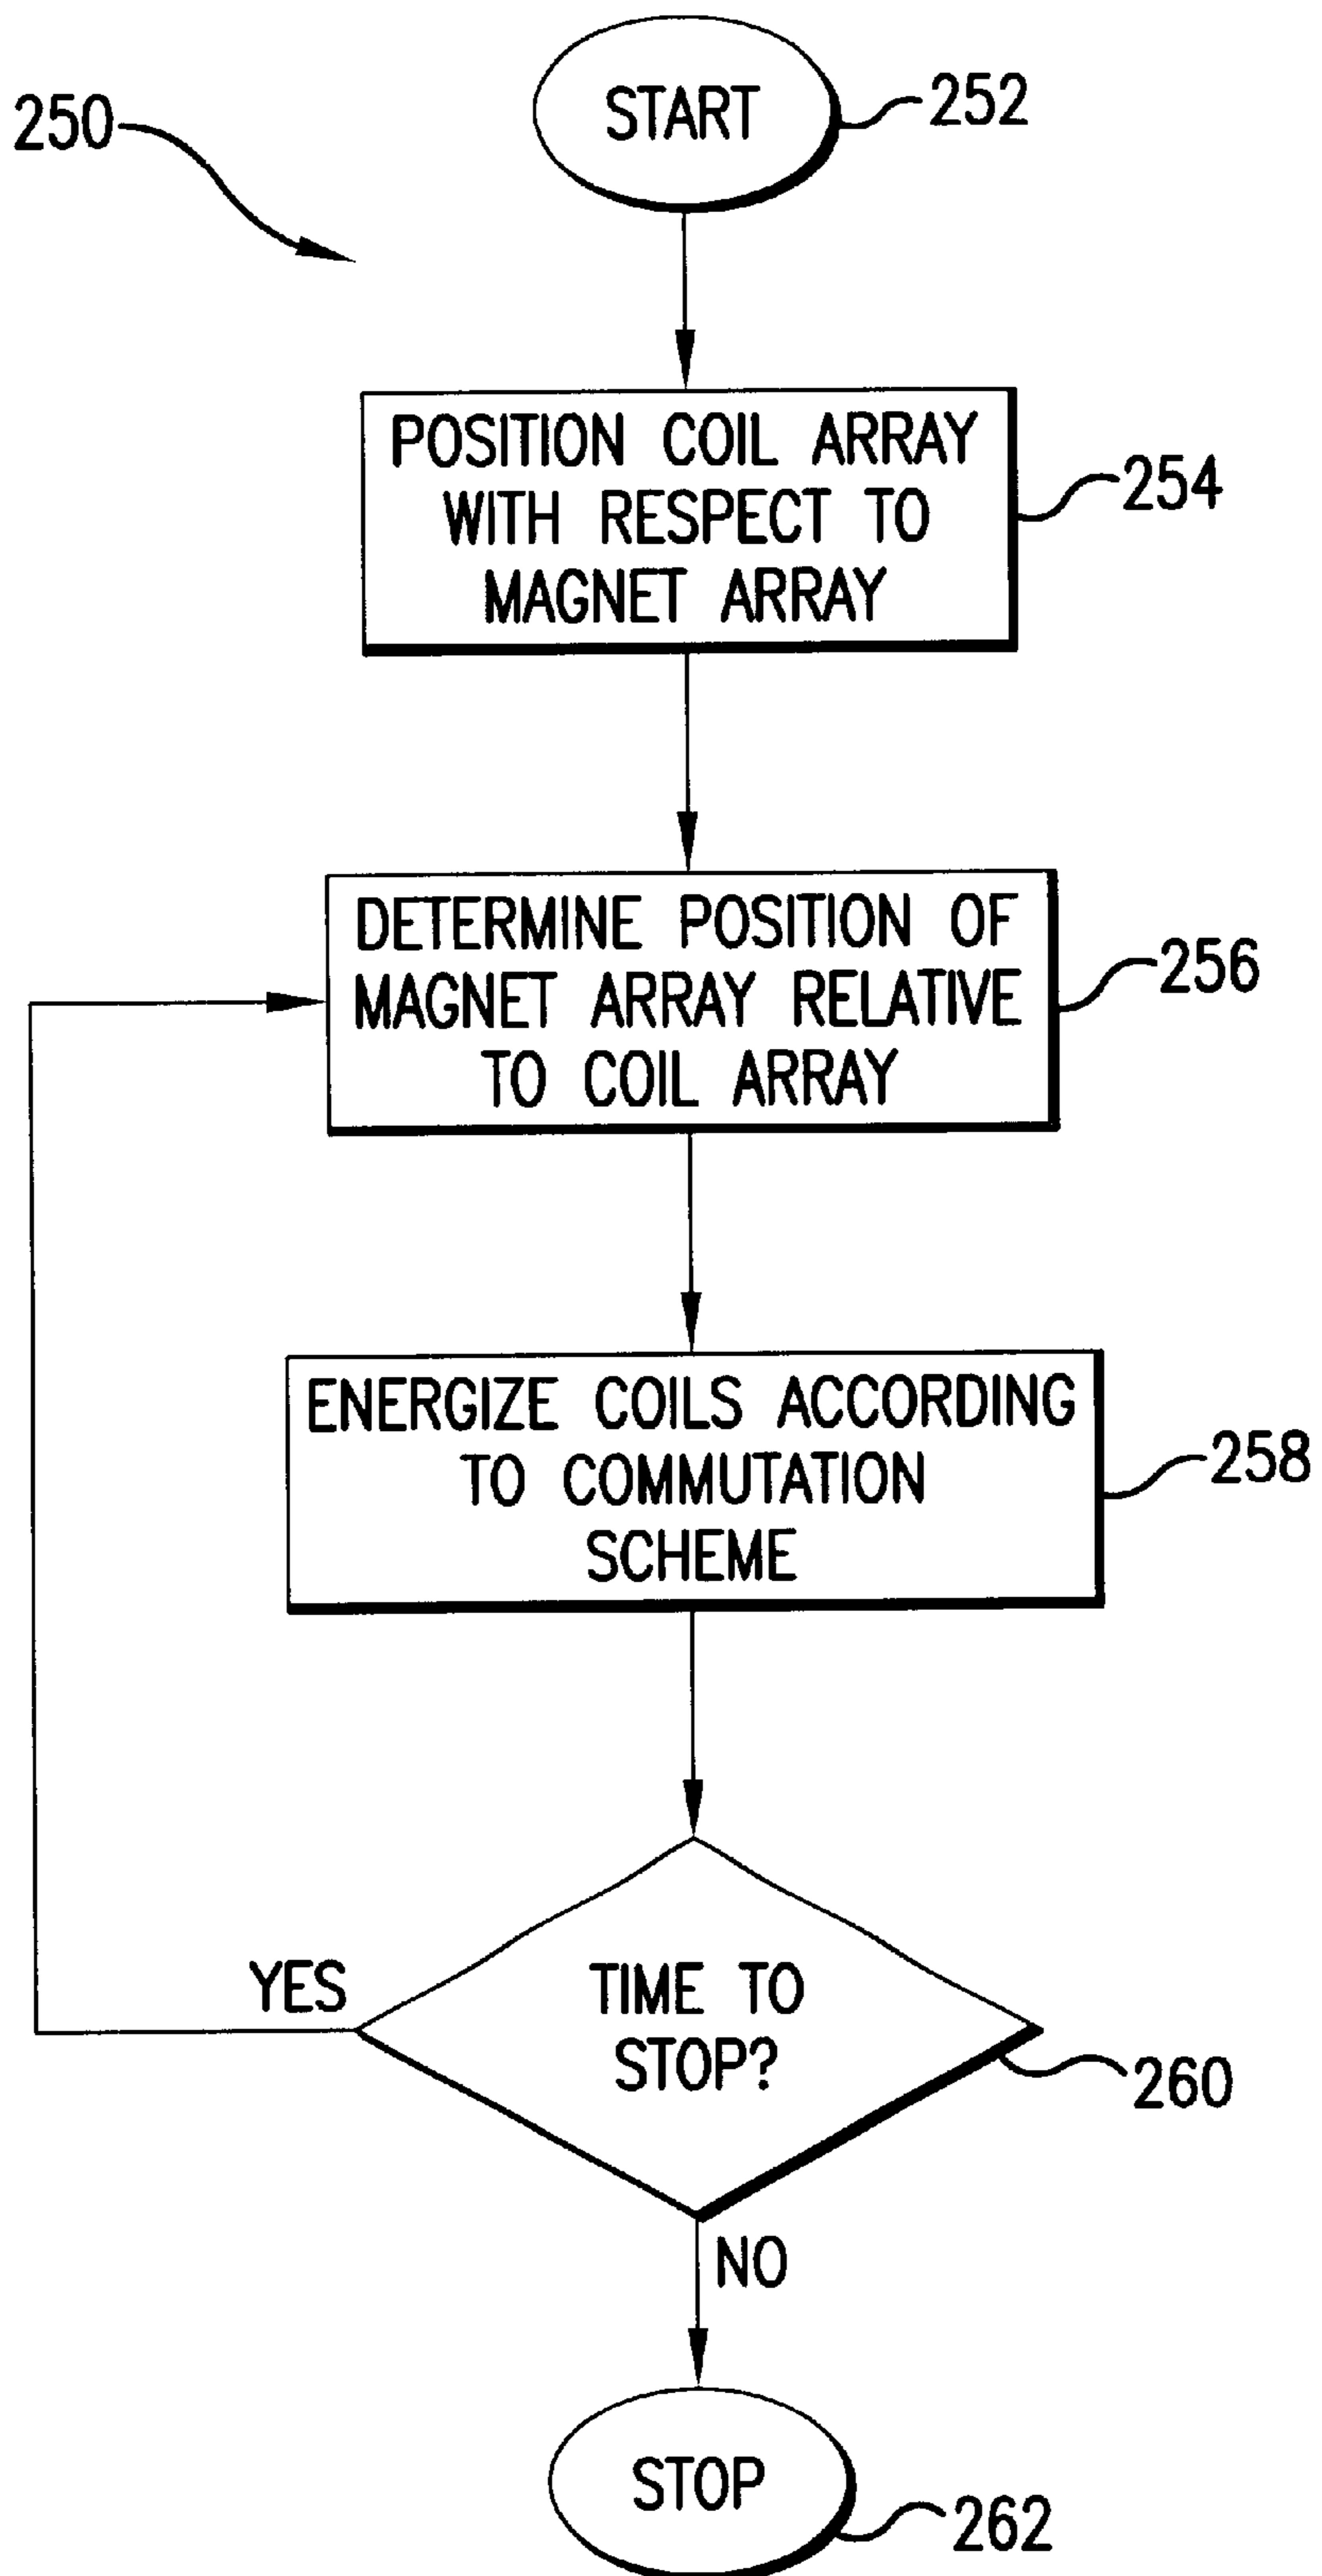 250
START
252
POSITION COIL ARRAY
WITH RESPECT TO
MAGNET ARRAY
254
DETERMINE POSITION OF
MAGNET ARRAY RELATIVE
TO COIL ARRAY
256
ENERGIZE COILS ACCORDING
TO COMMUTATION
SCHEME
258
TIME TO
STOP?
YES
260
NO
STOP
262